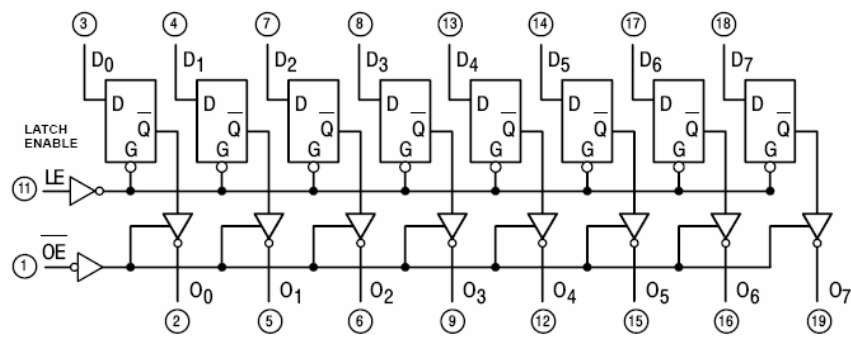 3 4 7 8 13 14 17 18
D0 D1 D2 D3 D4 D5 D6 D7
D D D D D D D D
Q̅ Q̅ Q̅ Q̅ Q̅ Q̅ Q̅ Q̅
LATCH
ENABLE
G G G G G G G G
11 LE
1 O̅E̅
O0 O1 O2 O3 O4 O5 O6 O7
2 5 6 9 12 15 16 19